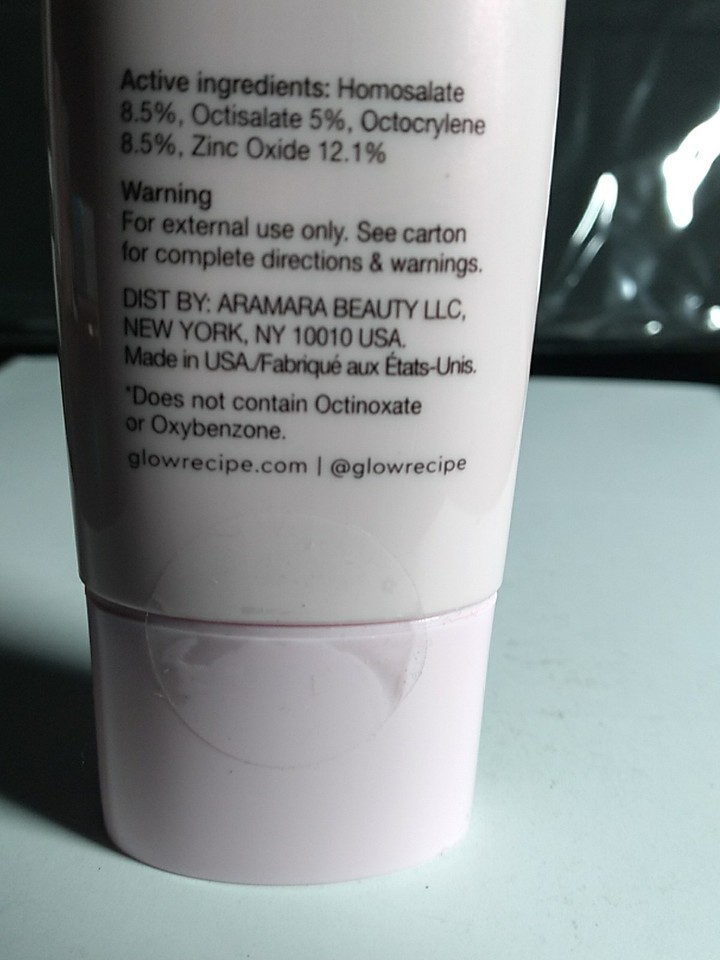 Active ingredients: Homosalate
8.5%, Octisalate 5%, Octocrylene
8.5%, Zinc Oxide 12.1%
Warning
For external use only. See carton
for complete directions & warnings.
DIST BY: ARAMARA BEAUTY LLC,
NEW YORK, NY 10010 USA.
Made in USA./Fabriqué aux États-Unis.
*Does not contain Octinoxate
or Oxybenzone.
glowrecipe.com | @glowrecipe